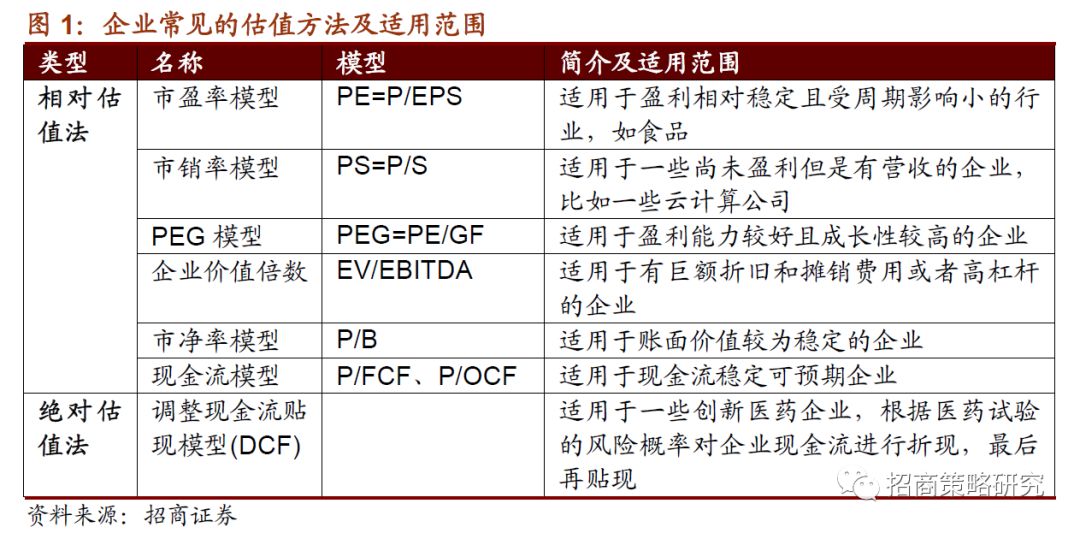 图 1：企业常见的估值方法及适用范围
类型 名称 模型 简介及适用范围
相对估 市盈率模型 PE=P/EPS 适用于盈利相对稳定且受周期影响小的行
值法 业，如食品
市销率模型 PS=P/S 适用于一些尚未盈利但是有营收的企业，
比如一些云计算公司
PEG 模型 PEG=PE/GF 适用于盈利能力较好且成长性较高的企业
企业价值倍数 EV/EBITDA 适用于有巨额折旧和摊销费用或者高杠杆
的企业
市净率模型 P/B 适用于账面价值较为稳定的企业
现金流模型 P/FCF、P/OCF 适用于现金流稳定可预期企业
绝对估 调整现金流贴 适用于一些创新医药企业，根据医药试验
值法 现模型(DCF) 的风险概率对企业现金流进行折现，最后
再贴现
招商策略研究
资料来源：招商证券